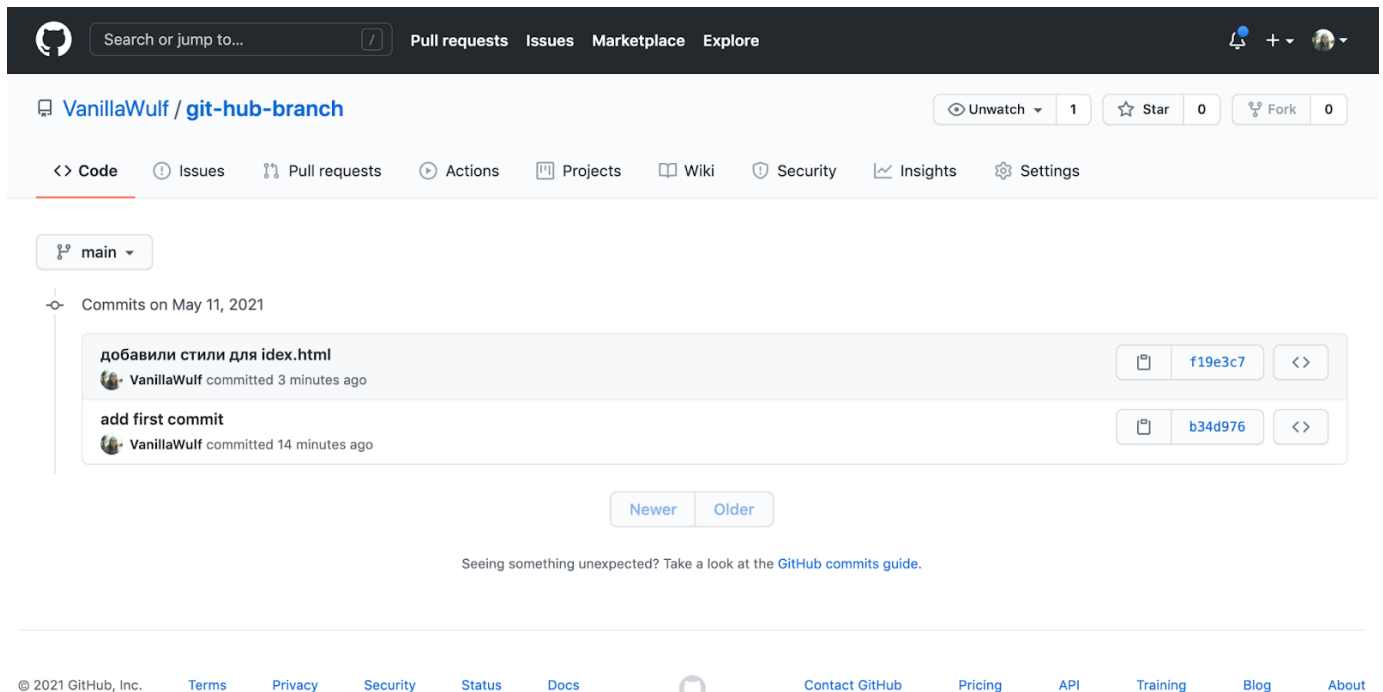 Search or jump to... / Pull requests Issues Marketplace Explore
VanillaWulf / git-hub-branch Unwatch 1 Star 0 Fork 0
<> Code Issues Pull requests Actions Projects Wiki Security Insights Settings
main
Commits on May 11, 2021
добавили стили для idex.html
VanillaWulf committed 3 minutes ago
f19e3c7 <>
add first commit
VanillaWulf committed 14 minutes ago
b34d976 <>
Newer Older
Seeing something unexpected? Take a look at the GitHub commits guide.
© 2021 GitHub, Inc. Terms Privacy Security Status Docs Contact GitHub Pricing API Training Blog About